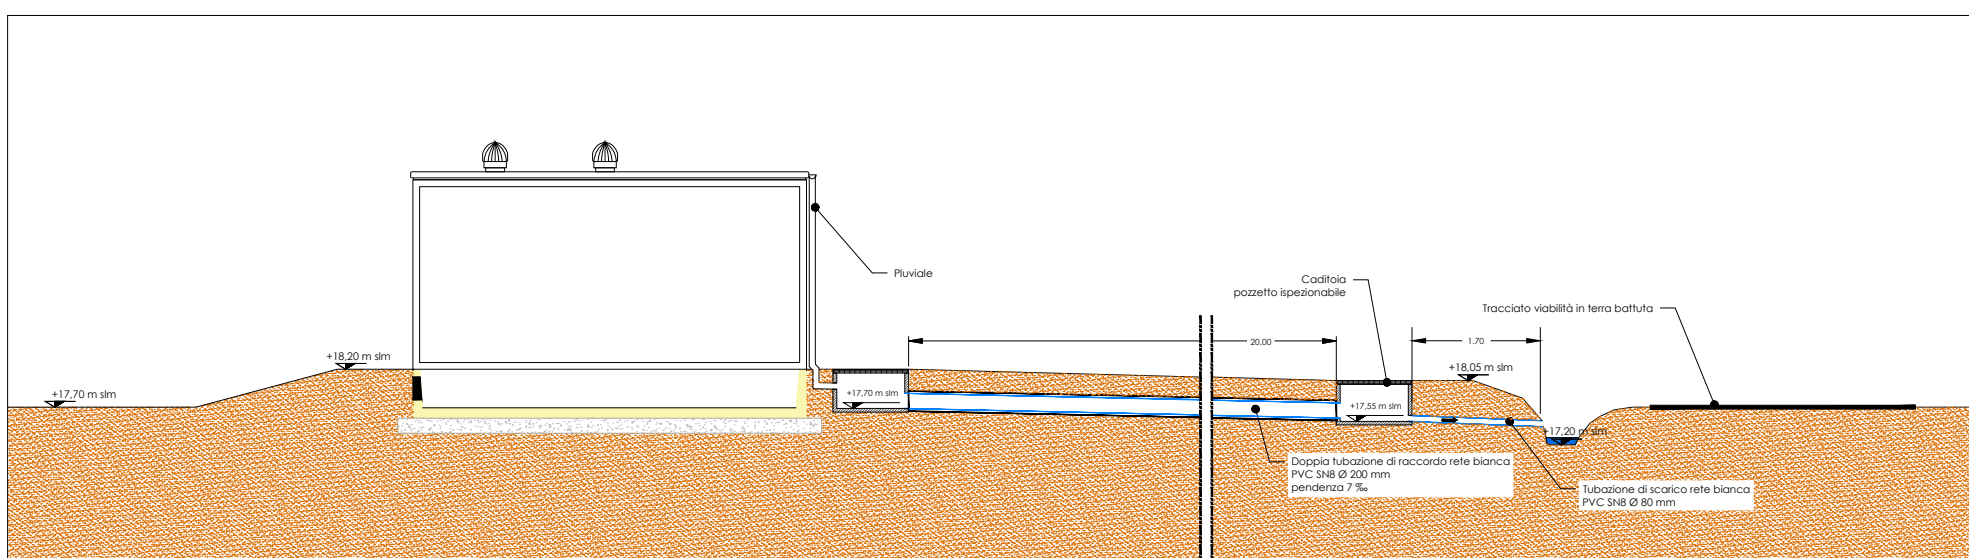 Pluviale
Caditoia
pozzetto ispezionabile
Tracciato viabilità in terra battuta
20.00
1.70
+18,20 m slm
+18,05 m slm
+17,70 m slm
+17,70 m slm
+17,55 m slm
+17,20 m slm
Doppia tubazione di raccordo rete bianca
PVC SN8 Ø 200 mm
pendenza 7 ‰
Tubazione di scarico rete bianca
PVC SN8 Ø 80 mm